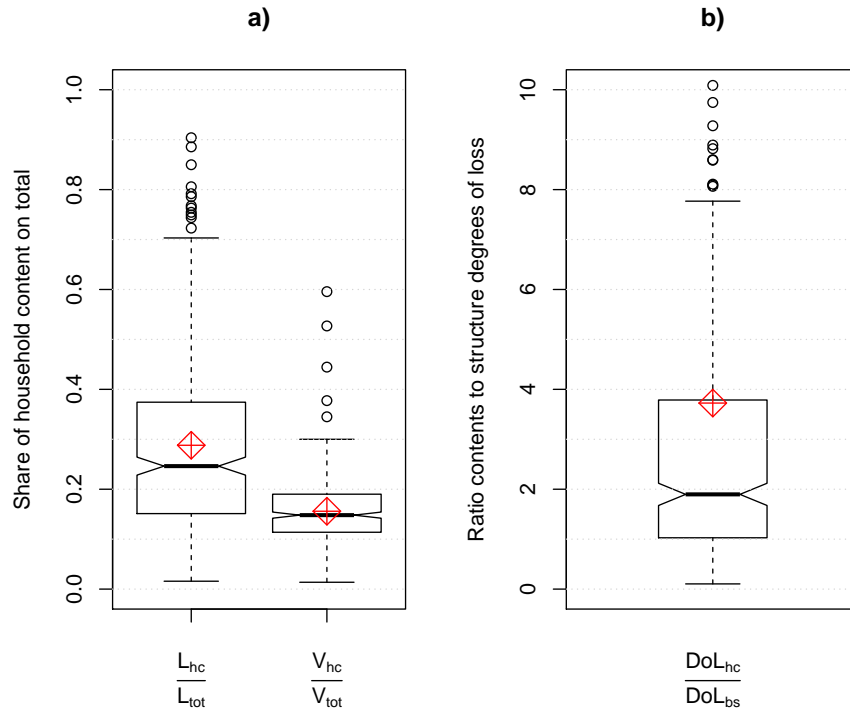 a)
b)
Share of household content on total
1.0
0.8
0.6
0.4
0.2
0.0
L_hc
L_tot
V_hc
V_tot
Ratio contents to structure degrees of loss
10
8
6
4
2
0
DoL_hc
DoL_bs